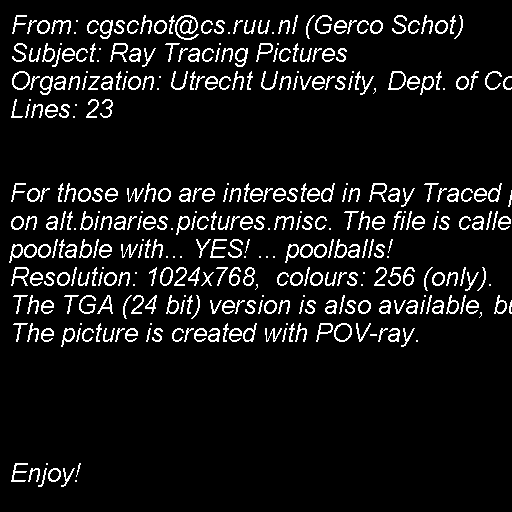 From: cgschot@cs.ruu.nl (Gerco Schot)
Subject: Ray Tracing Pictures
Organization: Utrecht University, Dept. of Co
Lines: 23
For those who are interested in Ray Traced
on alt.binaries.pictures.misc. The file is calle
pooltable with... YES! ... poolballs!
Resolution: 1024x768,  colours: 256 (only).
The TGA (24 bit) version is also available, bu
The picture is created with POV-ray.
Enjoy!